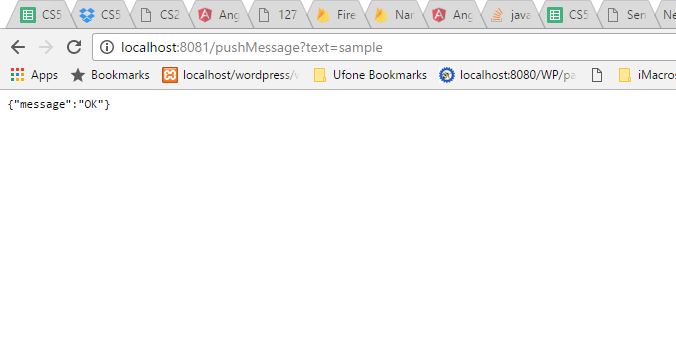 CS5 CS5 CS2 Ang 127 Fire Nar Ang java CS5 Ser Ne
localhost:8081/pushMessage?text=sample
Apps Bookmarks localhost/wordpress/ Ufone Bookmarks localhost:8080/WP/pa iMacros
{"message":"OK"}